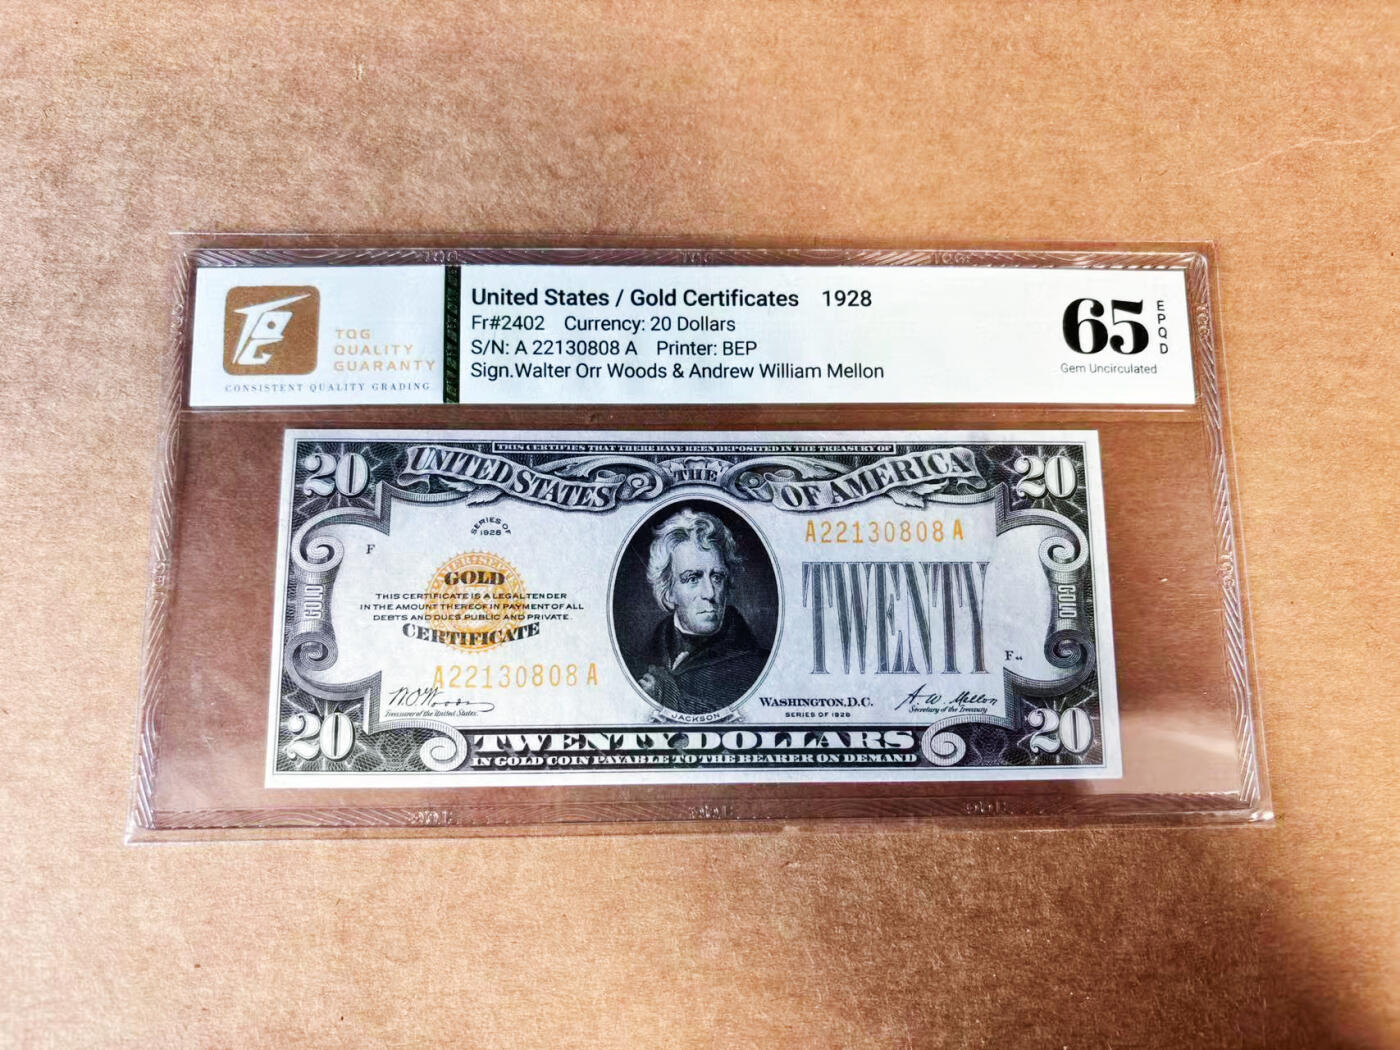 TQG
QUALITY
GUARANTY
CONSISTENT QUALITY GRADING
United States / Gold Certificates 1928
Fr#2402 Currency: 20 Dollars
S/N: A 22130808 A Printer: BEP
Sign.Walter Orr Woods & Andrew William Mellon
65
EPQD
Gem Uncirculated
THIS CERTIFIES THAT THERE HAVE BEEN DEPOSITED IN THE TREASURY OF
20 UNITED STATES THE OF AMERICA 20
SERIES OF
1928
A22130808A
F
GOLD
THIS CERTIFICATE IS A LEGAL TENDER
IN THE AMOUNT THEREOF IN PAYMENT OF ALL
DEBTS AND DUES PUBLIC AND PRIVATE.
CERTIFICATE
TWENTY
GOLD
GOLD
A22130808A
F
W.O.Woods
Treasurer of the United States.
JACKSON
WASHINGTON, D.C.
SERIES OF 1928
A. W. Mellon
Secretary of the Treasury
20 TWENTY DOLLARS 20
IN GOLD COIN PAYABLE TO THE BEARER ON DEMAND